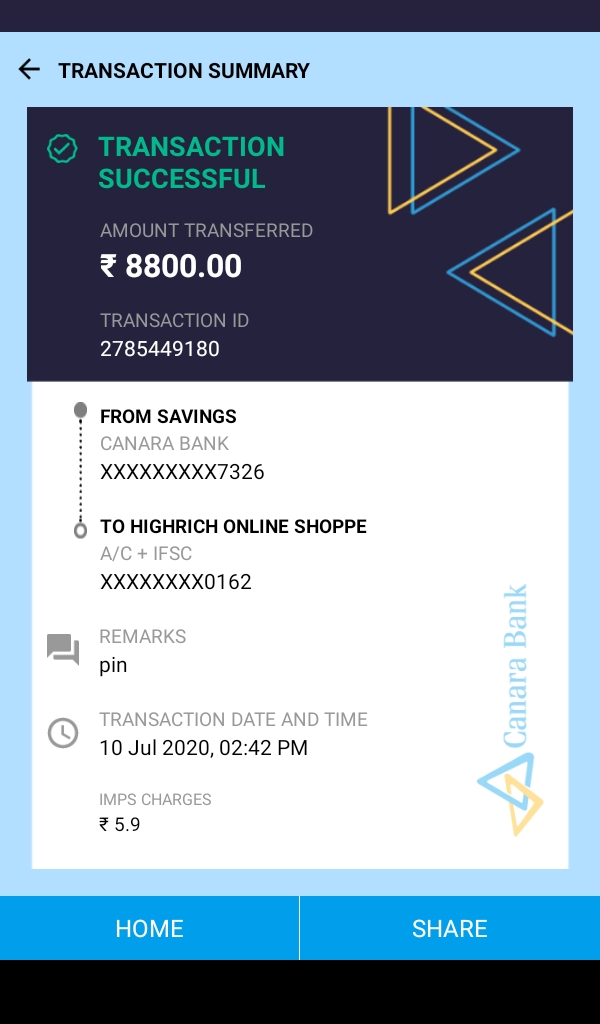 TRANSACTION SUMMARY
TRANSACTION
SUCCESSFUL
AMOUNT TRANSFERRED
₹ 8800.00
TRANSACTION ID
2785449180
FROM SAVINGS
CANARA BANK
XXXXXXXXX7326
TO HIGHRICH ONLINE SHOPPE
A/C + IFSC
XXXXXXXX0162
REMARKS
pin
TRANSACTION DATE AND TIME
10 Jul 2020, 02:42 PM
IMPS CHARGES
₹ 5.9
Canara Bank
HOME
SHARE